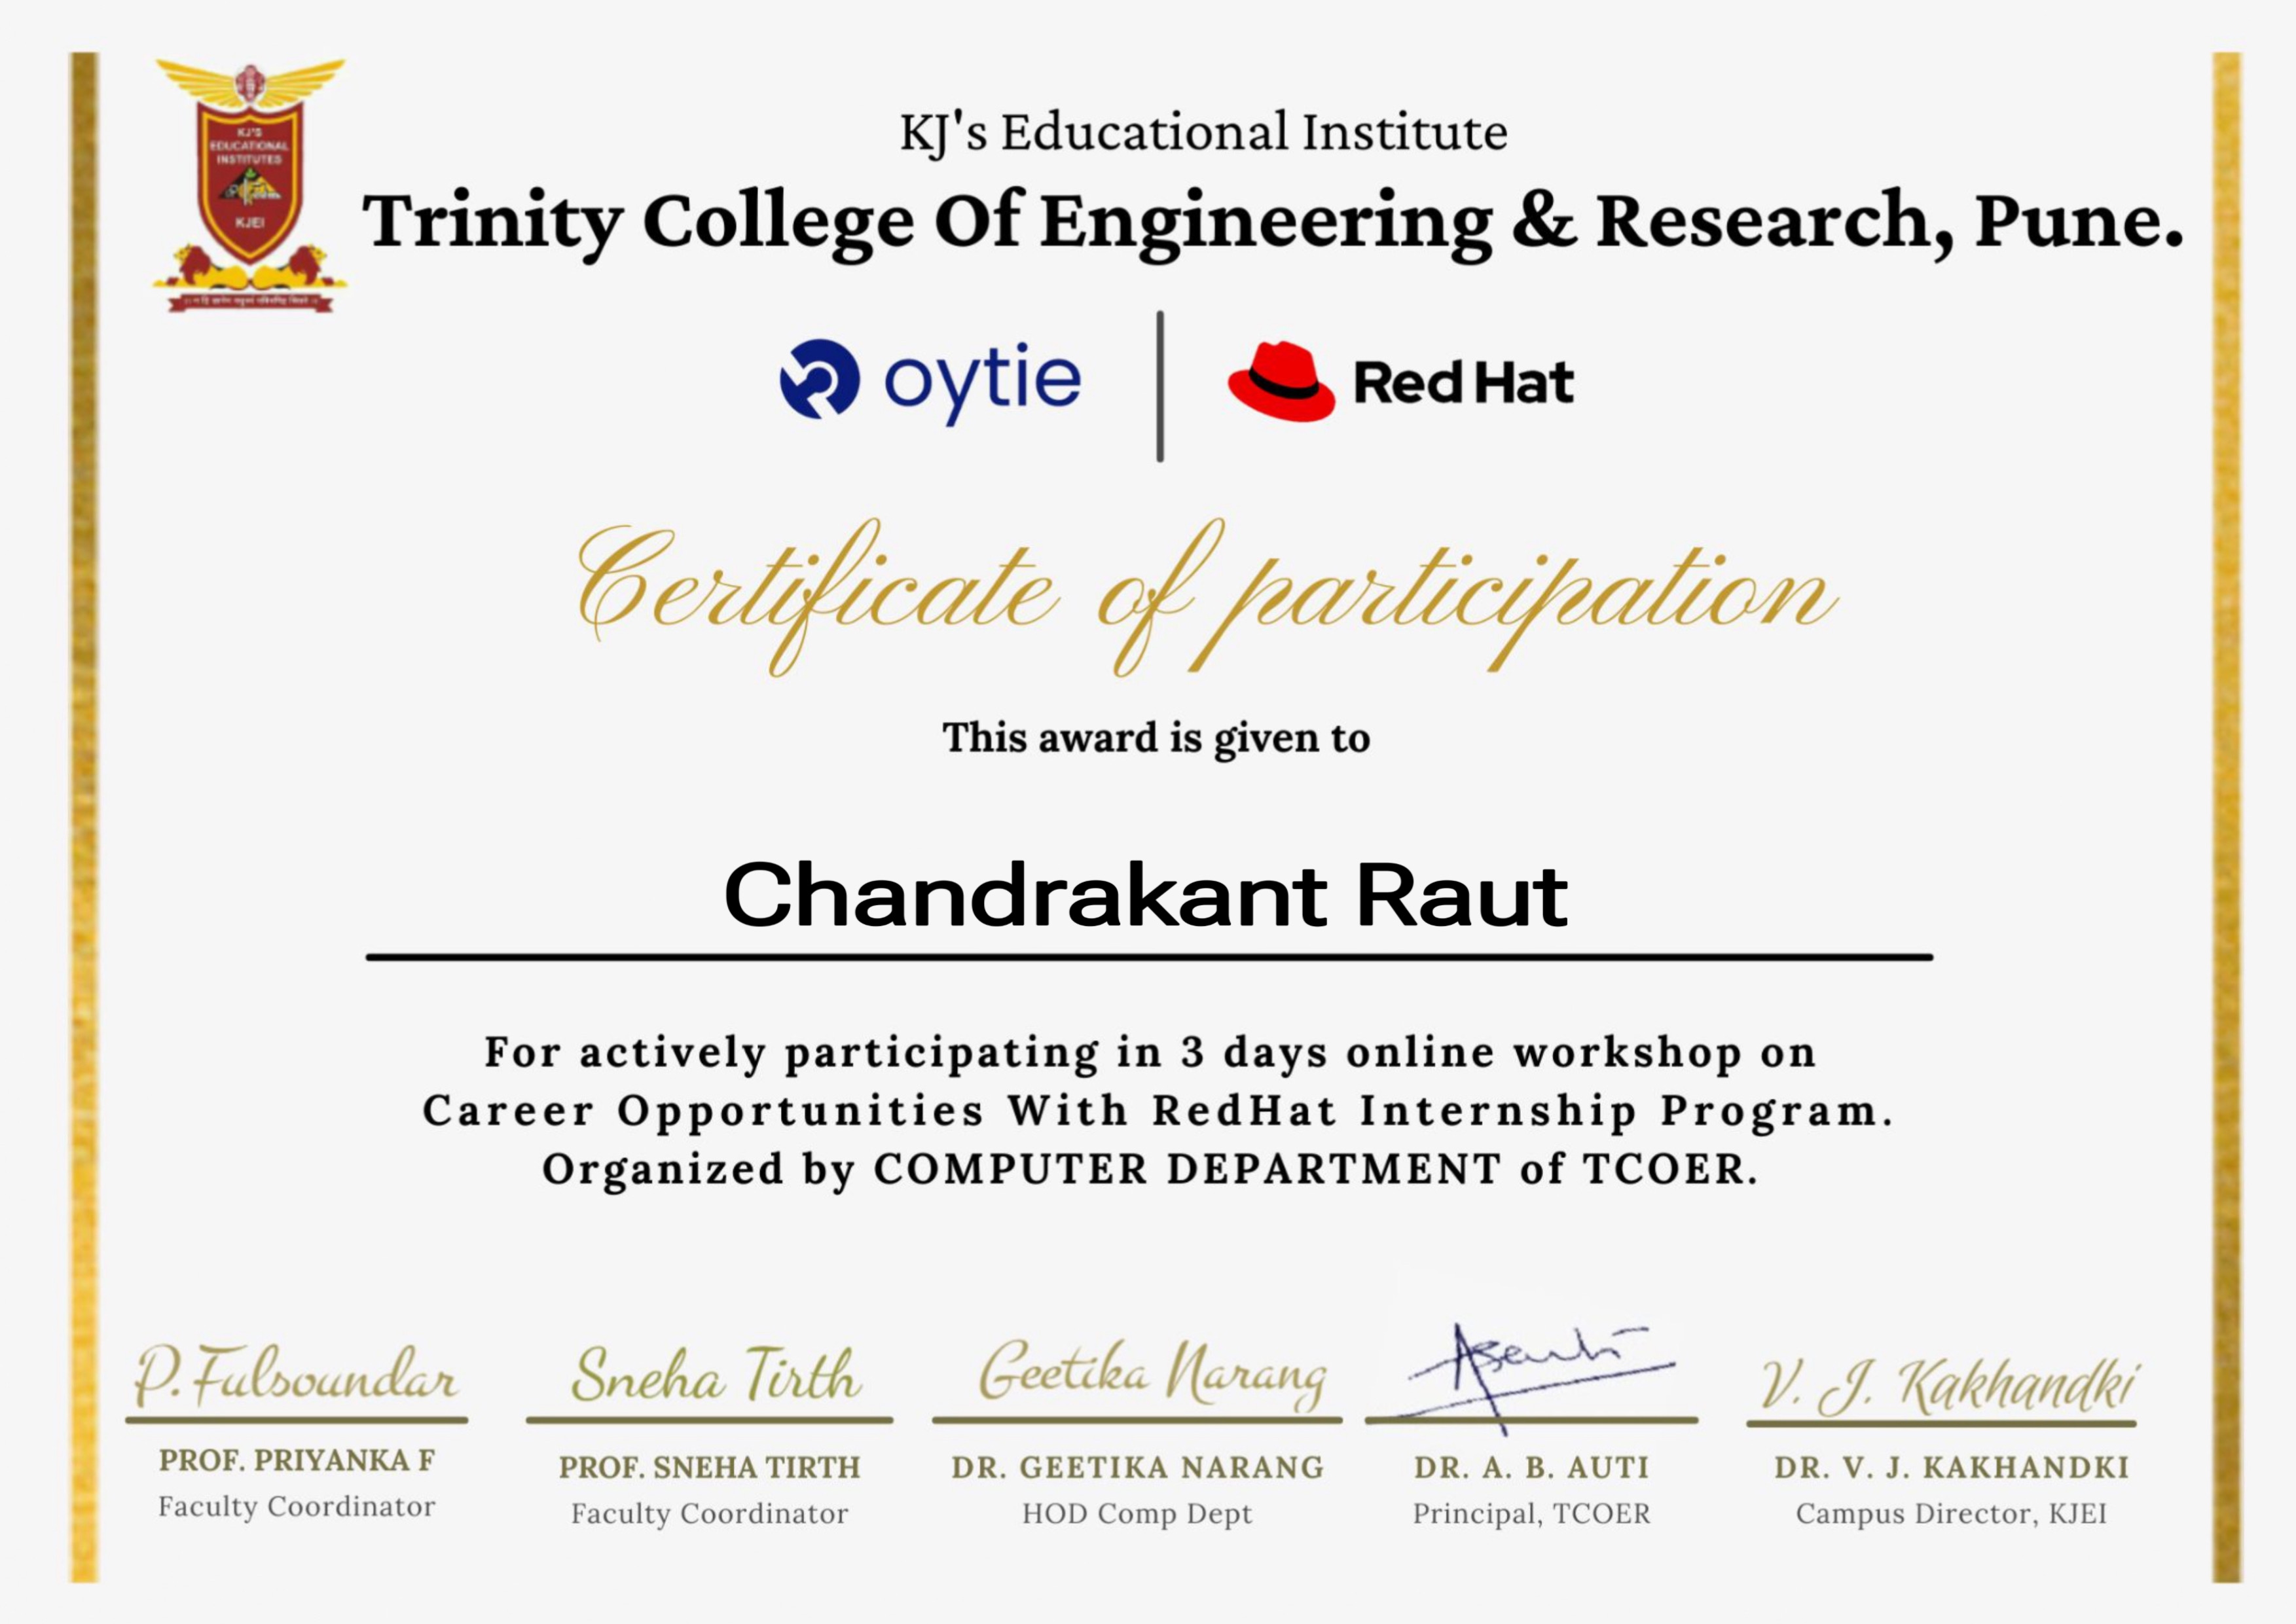 KJ'S
EDUCATIONAL
INSTITUTES
KJEI
KJ's Educational Institute
Trinity College Of Engineering & Research, Pune.
oytie
Red Hat
Certificate of participation
This award is given to
Chandrakant Raut
For actively participating in 3 days online workshop on
Career Opportunities With RedHat Internship Program.
Organized by COMPUTER DEPARTMENT of TCOER.
P. Fulsoundar
Sneha Tirth
Geetika Narang
V. J. Kakhandki
PROF. PRIYANKA F
Faculty Coordinator
PROF. SNEHA TIRTH
Faculty Coordinator
DR. GEETIKA NARANG
HOD Comp Dept
DR. A. B. AUTI
Principal, TCOER
DR. V. J. KAKHANDKI
Campus Director, KJEI